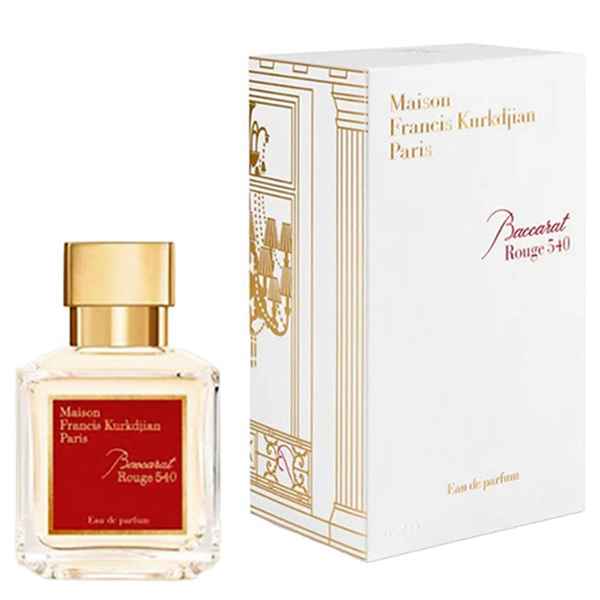 Maison
Francis Kurkdjian
Paris
Baccarat
Rouge 540
Eau de parfum
Maison
Francis Kurkdjian
Paris
Baccarat
Rouge 540
Eau de parfum